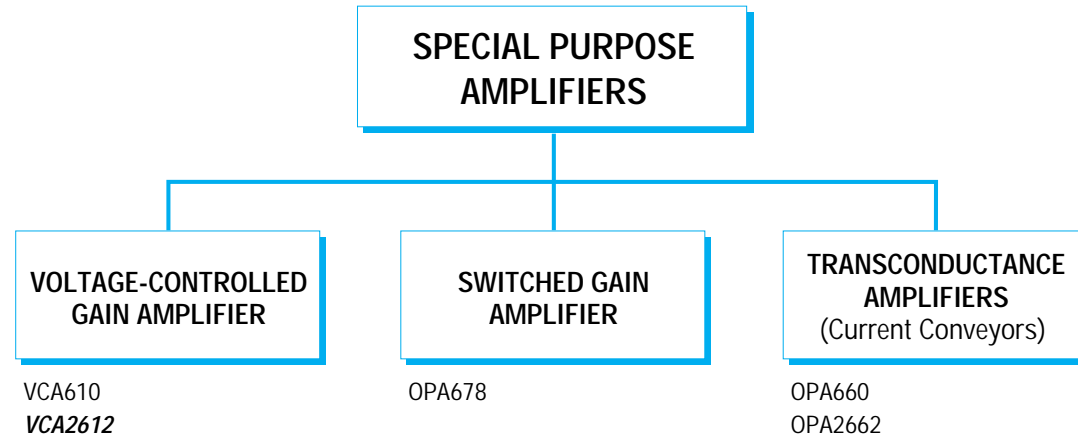 SPECIAL PURPOSE
AMPLIFIERS
VOLTAGE-CONTROLLED
GAIN AMPLIFIER
VCA610
VCA2612
SWITCHED GAIN
AMPLIFIER
OPA678
TRANSCONDUCTANCE
AMPLIFIERS
(Current Conveyors)
OPA660
OPA2662